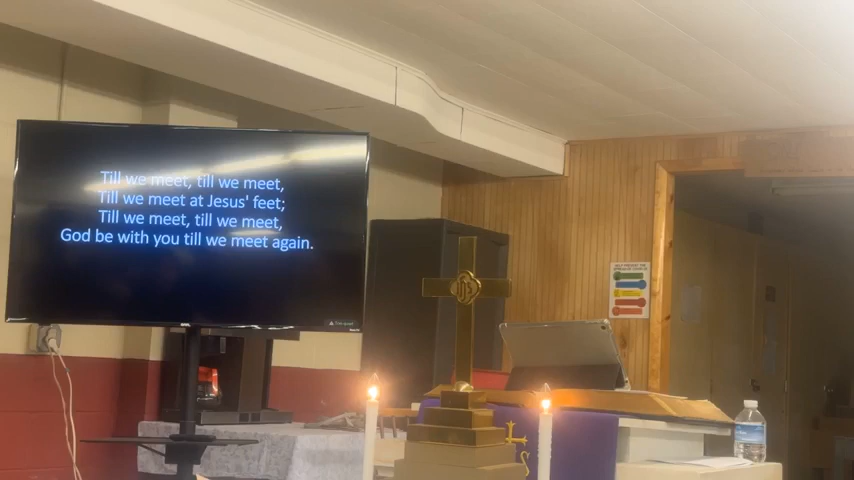 Till we meet, till we meet,
Till we meet at Jesus' feet;
Till we meet, till we meet,
God be with you till we meet again.
IHS